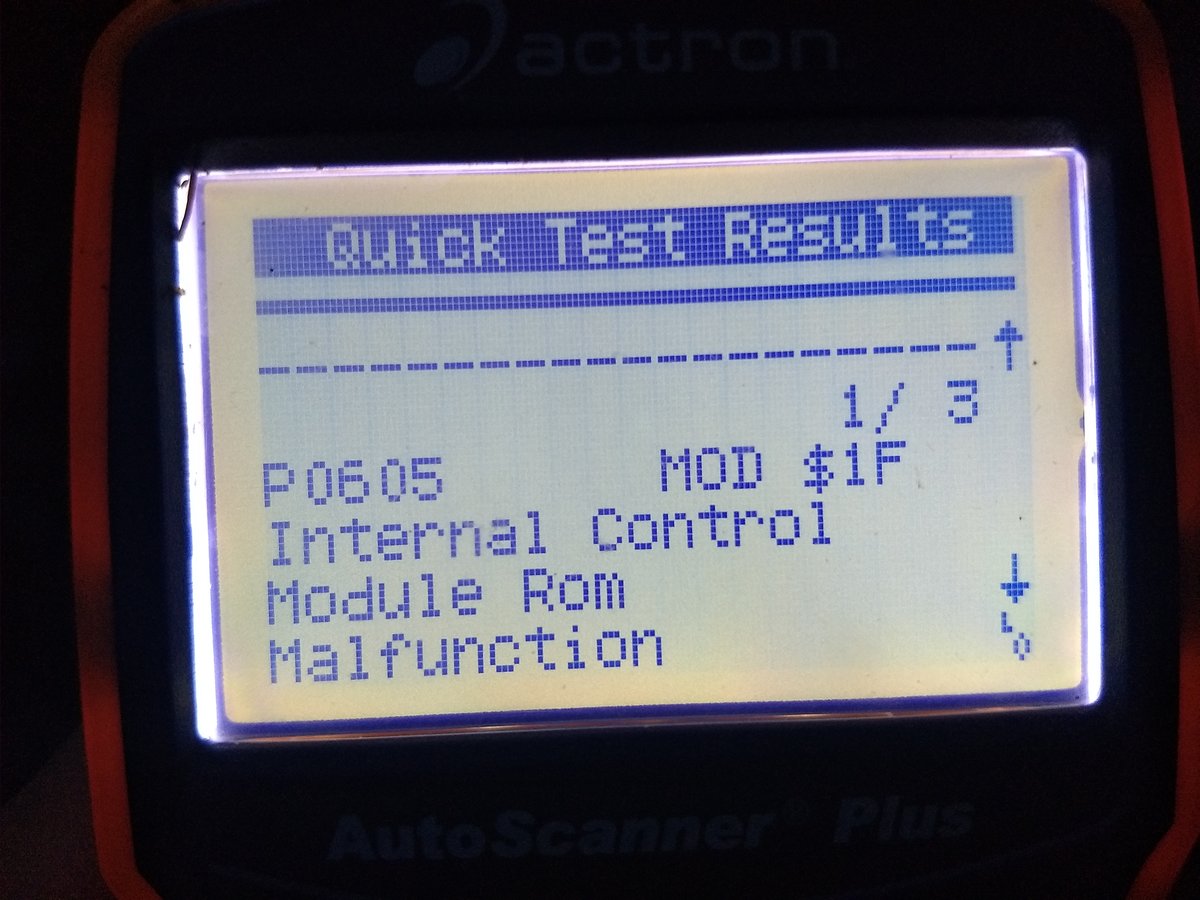 actron
Quick Test Results
1/ 3
P0605 MOD $1F
Internal Control
Module Rom
Malfunction
AutoScanner® Plus